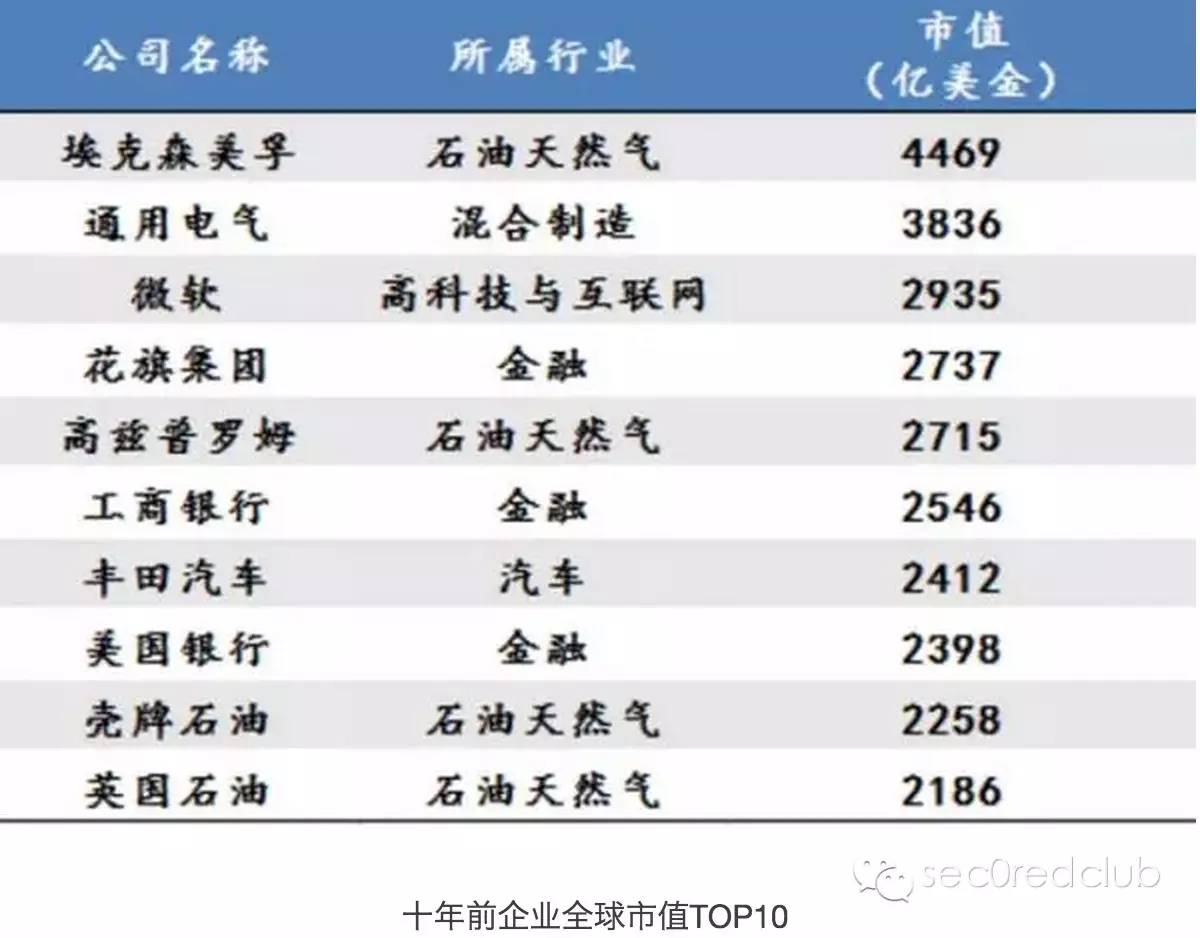 公司名称 所属行业 市值
（亿美金）
埃克森美孚 石油天然气 4469
通用电气 混合制造 3836
微软 高科技与互联网 2935
花旗集团 金融 2737
高兹普罗姆 石油天然气 2715
工商银行 金融 2546
丰田汽车 汽车 2412
美国银行 金融 2398
壳牌石油 石油天然气 2258
英国石油 石油天然气 2186
sec0redclub
十年前企业全球市值TOP10